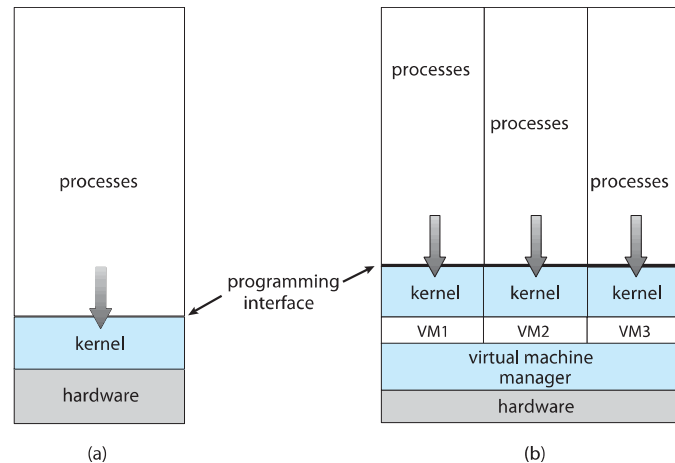 processes
kernel
hardware
(a)
programming
interface
processes
processes
processes
kernel
kernel
kernel
VM1
VM2
VM3
virtual machine
manager
hardware
(b)